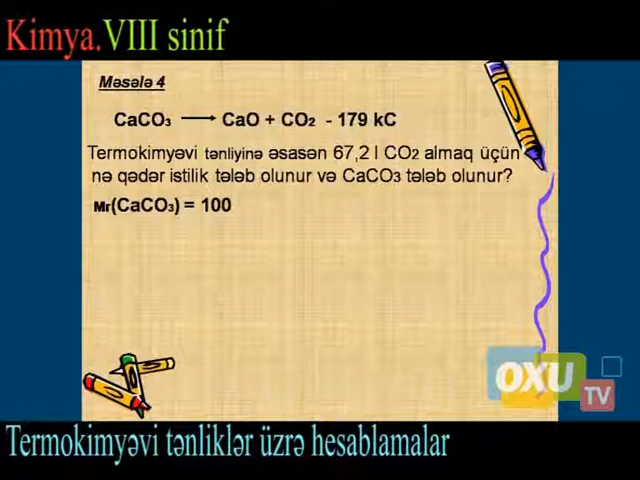 Kimya.VIII sinif
Məsələ 4
CaCO₃ → CaO + CO₂ - 179 kC
Termokimyəvi tənliyinə əsasən 67,2 l CO₂ almaq üçün
nə qədər istilik tələb olunur və CaCO₃ tələb olunur?
Mr(CaCO₃) = 100
OXU
TV
Termokimyəvi tənliklər üzrə hesablamalar